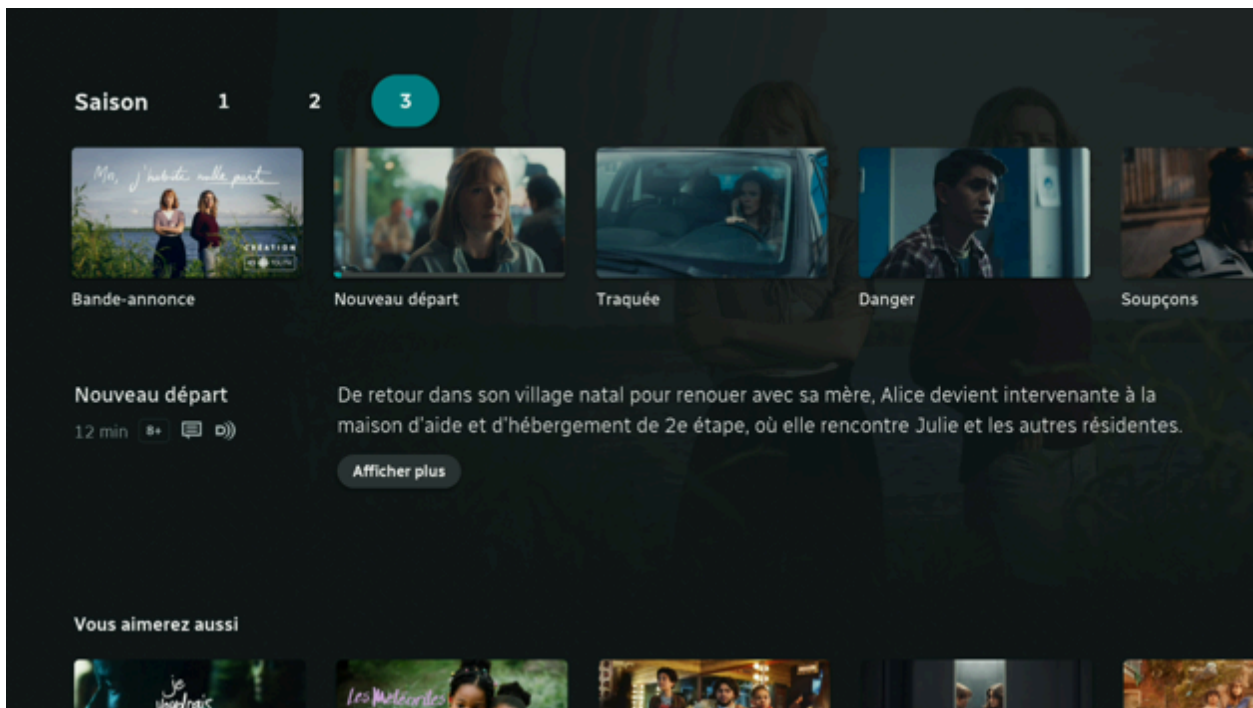 Saison 1 2 3
Moi, j'habite nulle part
CRÉATION
Bande-annonce
Nouveau départ
Traquée
Danger
Soupçons
Nouveau départ
12 min 8+
De retour dans son village natal pour renouer avec sa mère, Alice devient intervenante à la
maison d'aide et d'hébergement de 2e étape, où elle rencontre Julie et les autres résidentes.
Afficher plus
Vous aimerez aussi
je
voudrais
Les Météorites